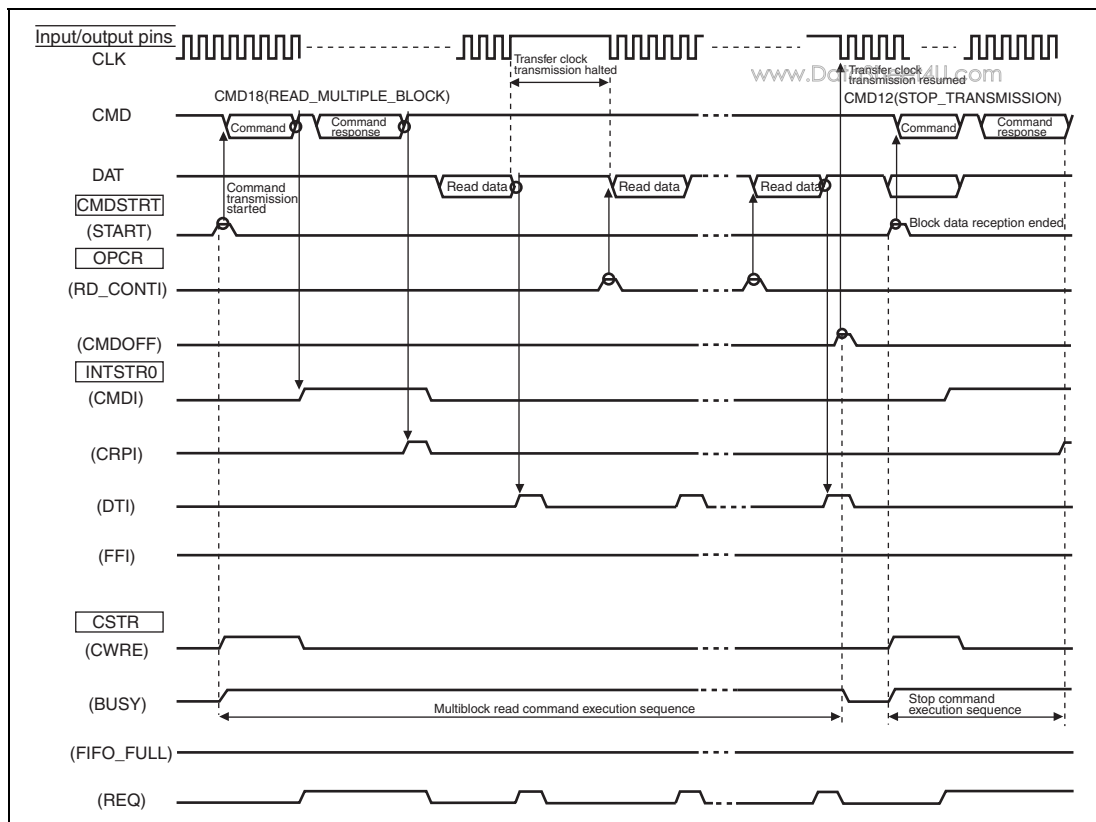 Input/output pins
CLK
Transfer clock
transmission halted
www.DataSheet4U.com
Transfer clock
transmission resumed
CMD18(READ_MULTIPLE_BLOCK)
CMD12(STOP_TRANSMISSION)
CMD
Command
Command
response
Command
Command
response
DAT
Read data
Read data
Read data
Command
transmission
started
CMDSTRT
(START)
Block data reception ended
OPCR
(RD_CONTI)
(CMDOFF)
INTSTR0
(CMDI)
(CRPI)
(DTI)
(FFI)
CSTR
(CWRE)
(BUSY)
Multiblock read command execution sequence
Stop command
execution sequence
(FIFO_FULL)
(REQ)